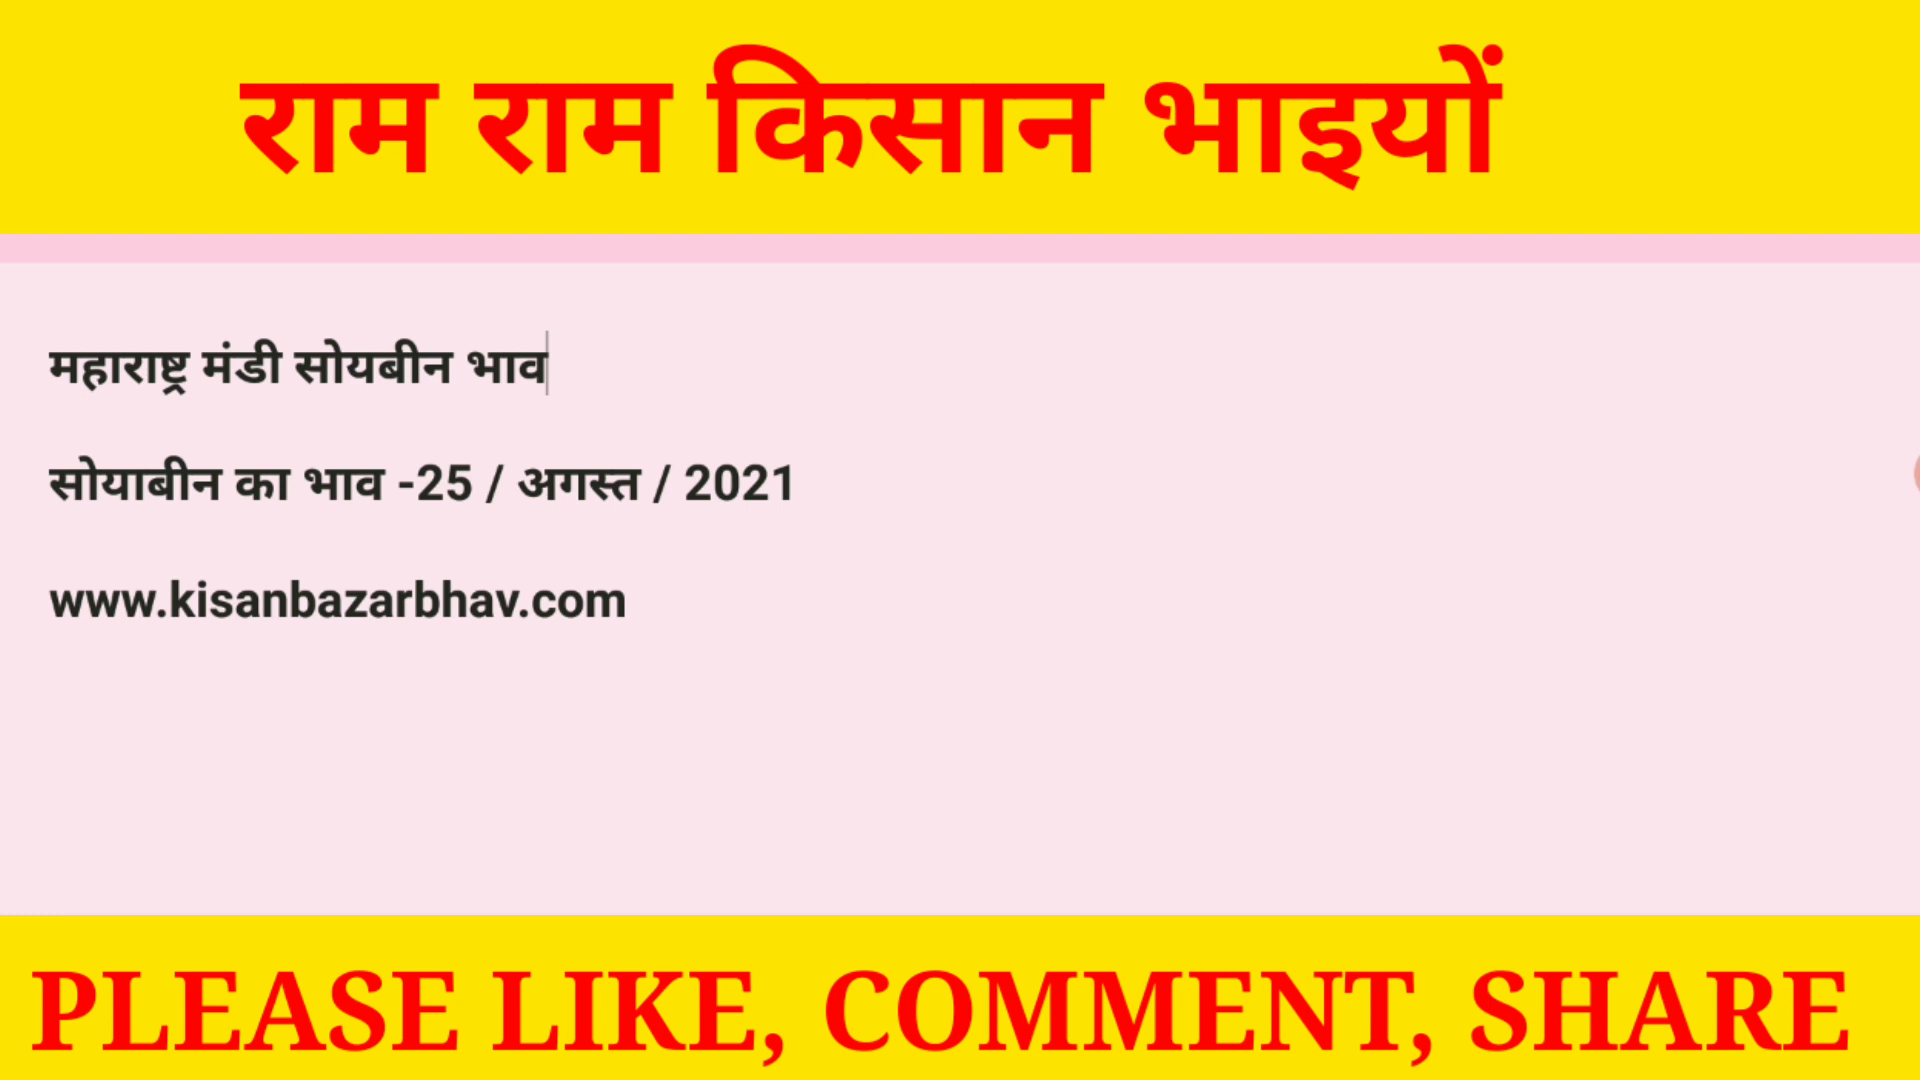 राम राम किसान भाइयों
महाराष्ट्र मंडी सोयबीन भाव
सोयाबीन का भाव -25 / अगस्त / 2021
www.kisanbazarbhav.com
PLEASE LIKE, COMMENT, SHARE